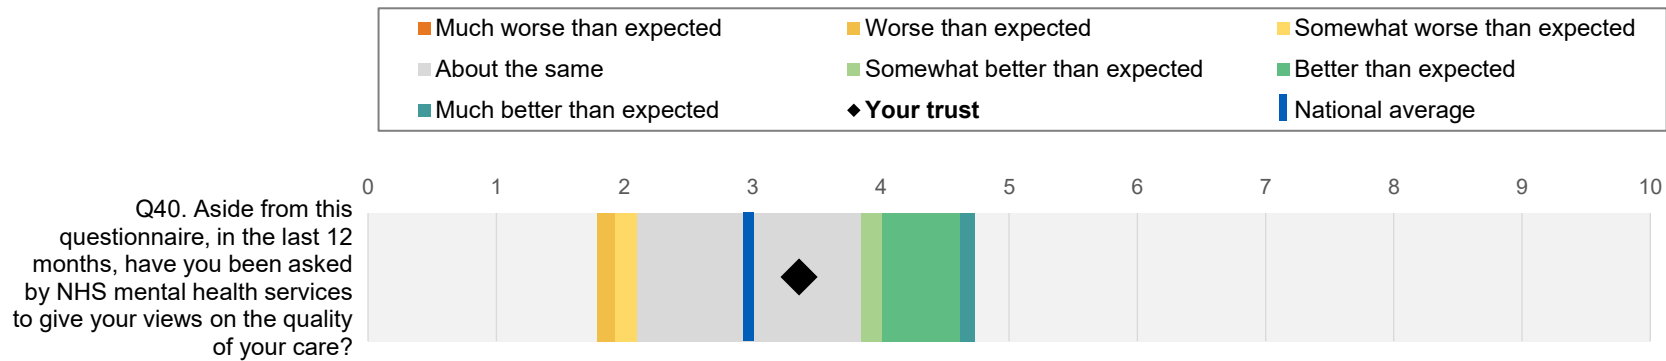 Much worse than expected
Worse than expected
Somewhat worse than expected
About the same
Somewhat better than expected
Better than expected
Much better than expected
Your trust
National average
0 1 2 3 4 5 6 7 8 9 10
Q40. Aside from this
questionnaire, in the last 12
months, have you been asked
by NHS mental health services
to give your views on the quality
of your care?